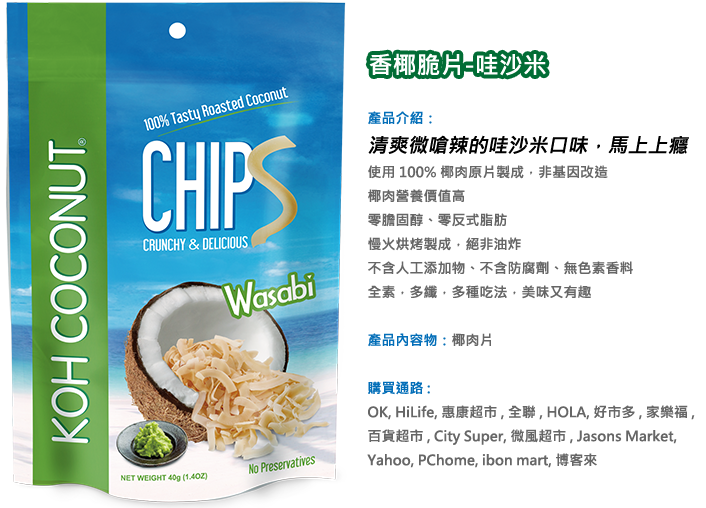 KOH COCONUT®
100% Tasty Roasted Coconut
CHIPS
CRUNCHY & DELICIOUS
Wasabi
No Preservatives
NET WEIGHT 40g (1.4OZ)
香椰脆片-哇沙米
產品介紹：
清爽微嗆辣的哇沙米口味，馬上上癮
使用 100% 椰肉原片製成，非基因改造
椰肉營養價值高
零膽固醇、零反式脂肪
慢火烘烤製成，絕非油炸
不含人工添加物、不含防腐劑、無色素香料
全素，多纖，多種吃法，美味又有趣
產品內容物：椰肉片
購買通路：
OK, HiLife, 惠康超市 , 全聯 , HOLA, 好市多 , 家樂福 ,
百貨超市 , City Super, 微風超市 , Jasons Market,
Yahoo, PChome, ibon mart, 博客來